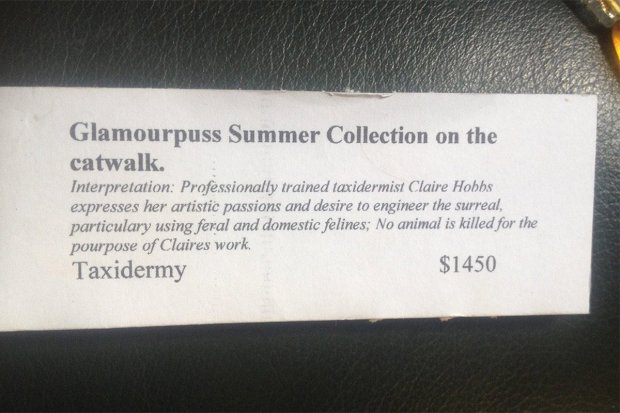 Glamourpuss Summer Collection on the
catwalk.
Interpretation: Professionally trained taxidermist Claire Hobbs
expresses her artistic passions and desire to engineer the surreal,
particulary using feral and domestic felines; No animal is killed for the
pourpose of Claires work.
Taxidermy $1450